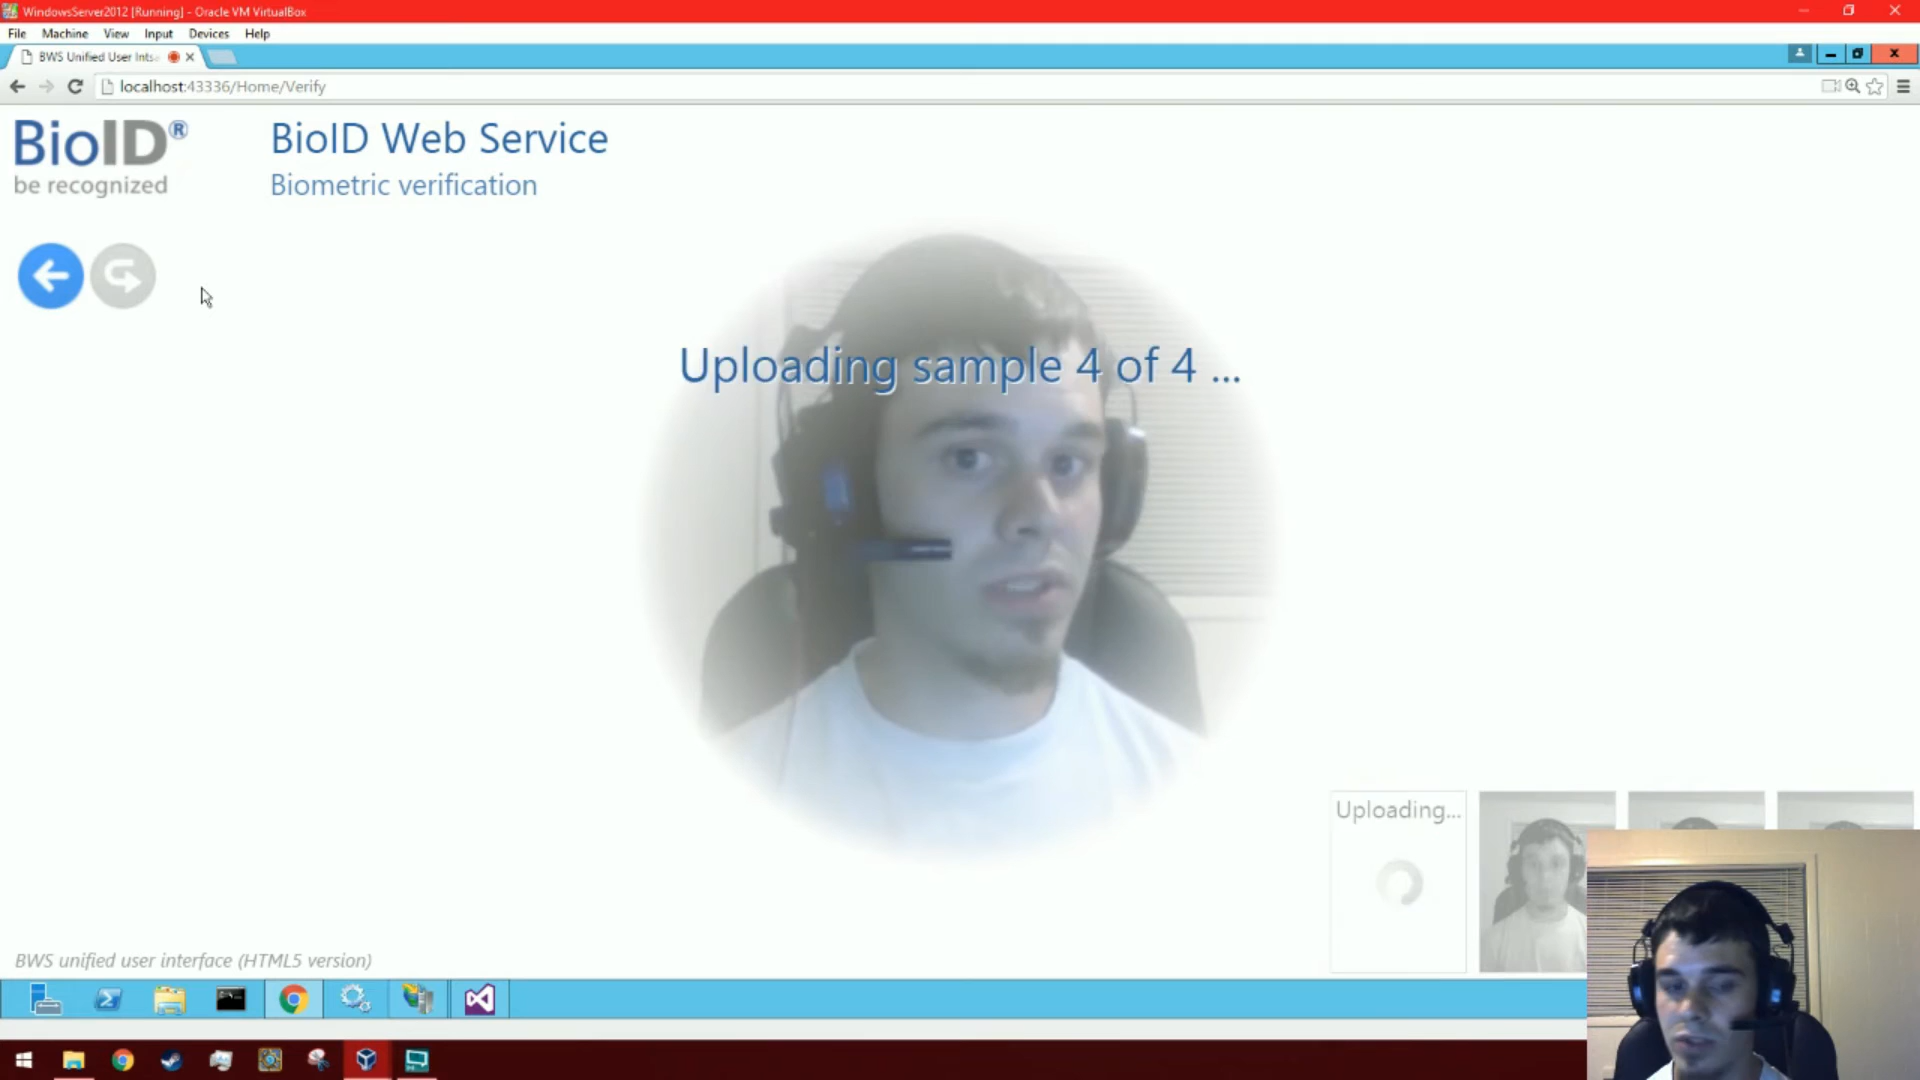 WindowsServer2012 [Running] - Oracle VM VirtualBox
File Machine View Input Devices Help
BWS Unified User Ints
localhost:43336/Home/Verify
BioID®
be recognized
BioID Web Service
Biometric verification
Uploading sample 4 of 4 ...
Uploading...
BWS unified user interface (HTML5 version)